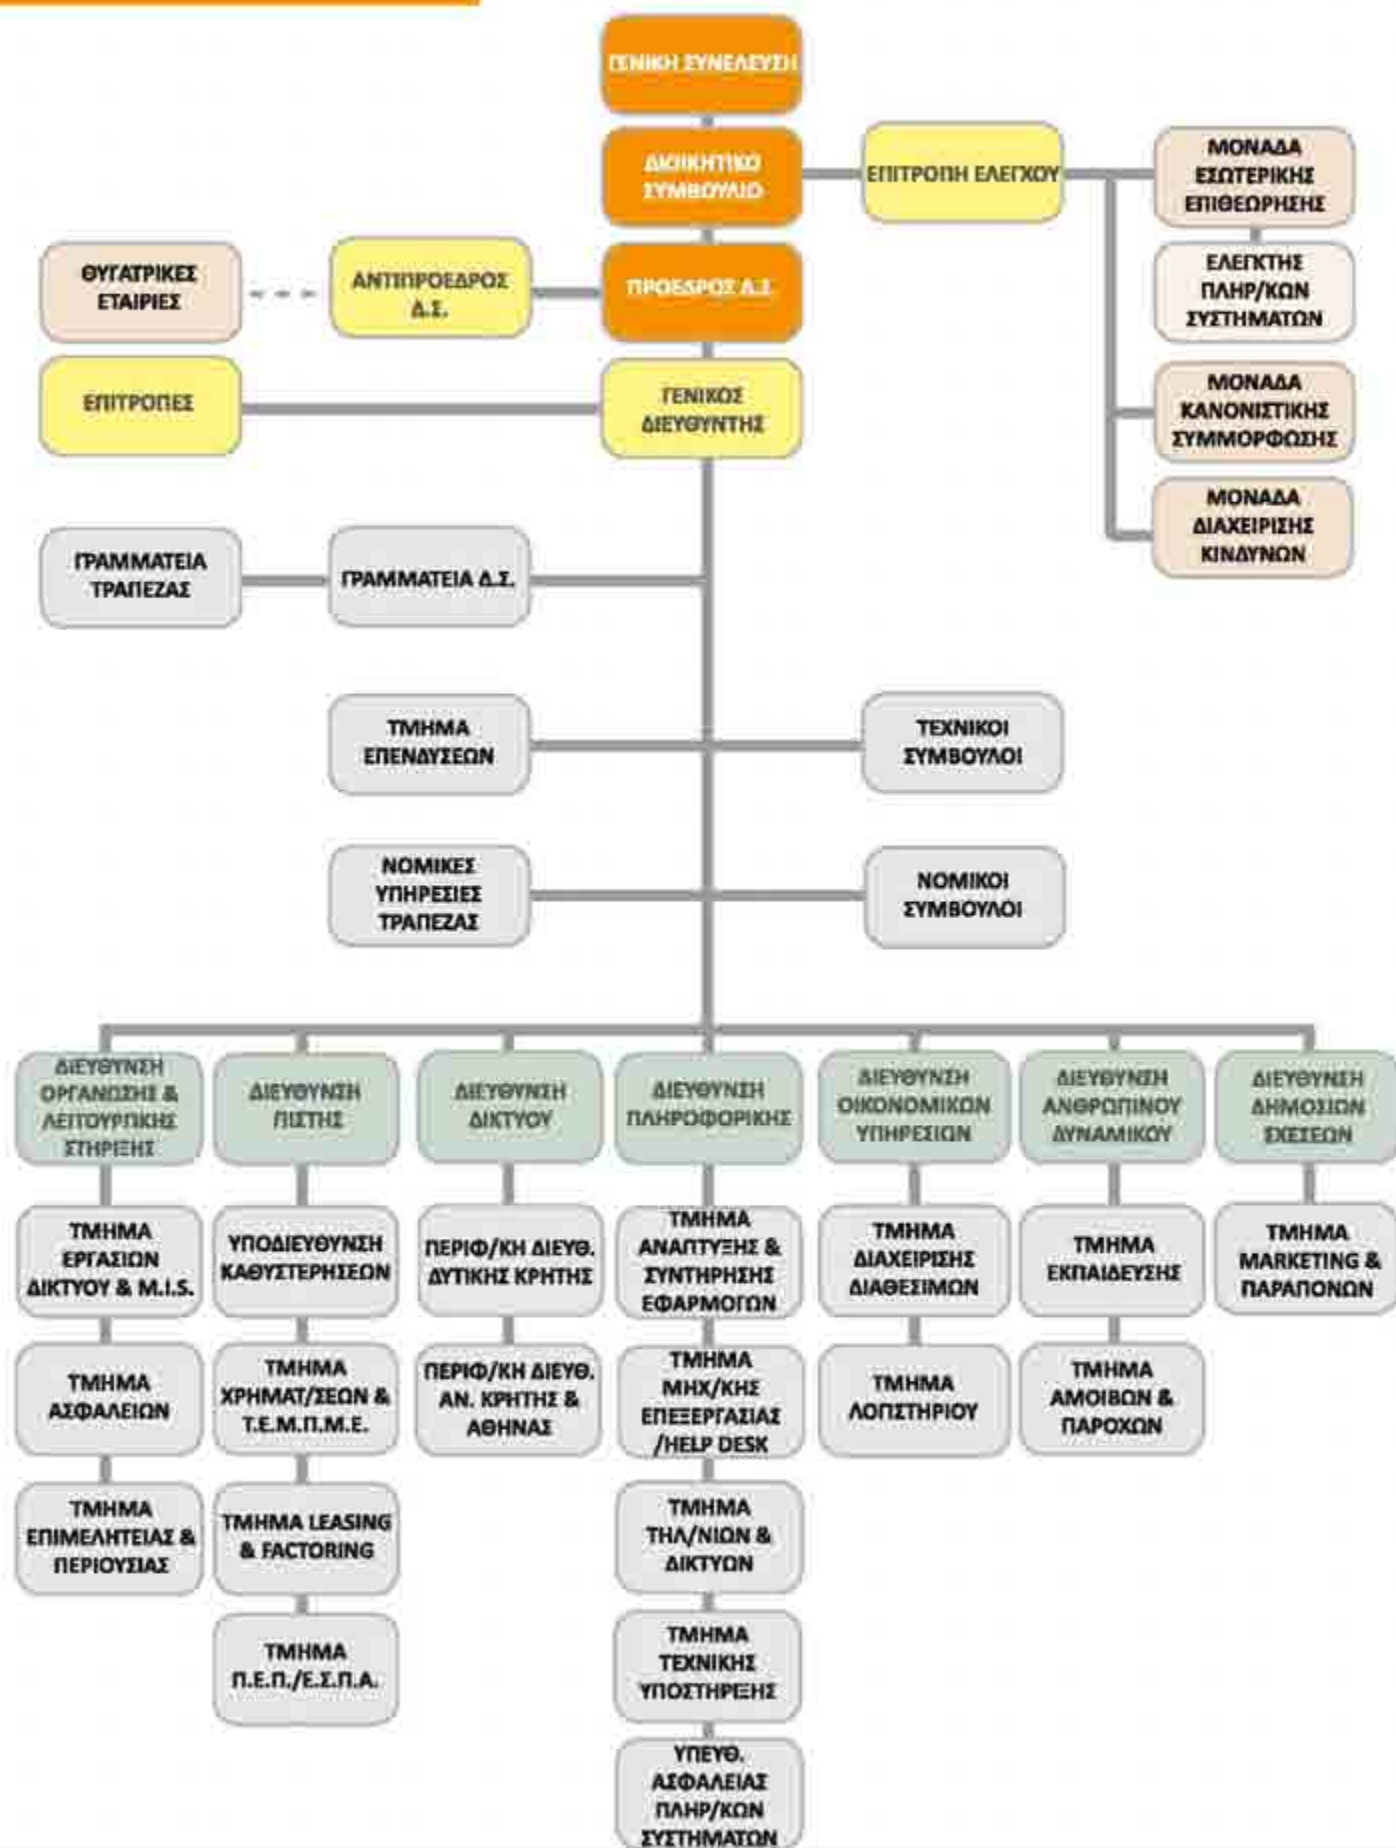 ΓΕΝΙΚΗ ΣΥΝΕΛΕΥΣΗ
ΔΙΟΙΚΗΤΙΚΟ
ΣΥΜΒΟΥΛΙΟ
ΕΠΙΤΡΟΠΗ ΕΛΕΓΧΟΥ
ΜΟΝΑΔΑ
ΕΣΩΤΕΡΙΚΗΣ
ΕΠΙΘΕΩΡΗΣΗΣ
ΕΛΕΓΚΤΗΣ
ΠΛΗΡ/ΚΩΝ
ΣΥΣΤΗΜΑΤΩΝ
ΘΥΓΑΤΡΙΚΕΣ
ΕΤΑΙΡΙΕΣ
ΑΝΤΙΠΡΟΕΔΡΟΣ
Δ.Σ.
ΠΡΟΕΔΡΟΣ Δ.Σ.
ΕΠΙΤΡΟΠΕΣ
ΓΕΝΙΚΟΣ
ΔΙΕΥΘΥΝΤΗΣ
ΜΟΝΑΔΑ
ΚΑΝΟΝΙΣΤΙΚΗΣ
ΣΥΜΜΟΡΦΩΣΗΣ
ΜΟΝΑΔΑ
ΔΙΑΧΕΙΡΙΣΗΣ
ΚΙΝΔΥΝΩΝ
ΓΡΑΜΜΑΤΕΙΑ
ΤΡΑΠΕΖΑΣ
ΓΡΑΜΜΑΤΕΙΑ Δ.Σ.
ΤΜΗΜΑ
ΕΠΕΝΔΥΣΕΩΝ
ΤΕΧΝΙΚΟΙ
ΣΥΜΒΟΥΛΟΙ
ΝΟΜΙΚΕΣ
ΥΠΗΡΕΣΙΕΣ
ΤΡΑΠΕΖΑΣ
ΝΟΜΙΚΟΙ
ΣΥΜΒΟΥΛΟΙ
ΔΙΕΥΘΥΝΣΗ
ΟΡΓΑΝΩΣΗΣ &
ΛΕΙΤΟΥΡΓΙΚΗΣ
ΣΤΗΡΙΞΗΣ
ΤΜΗΜΑ
ΕΡΓΑΣΙΩΝ
ΔΙΚΤΥΟΥ & M.I.S.
ΤΜΗΜΑ
ΑΣΦΑΛΕΙΩΝ
ΤΜΗΜΑ
ΕΠΙΜΕΛΗΤΕΙΑΣ &
ΠΕΡΙΟΥΣΙΑΣ
ΔΙΕΥΘΥΝΣΗ
ΠΙΣΤΗΣ
ΥΠΟΔΙΕΥΘΥΝΣΗ
ΚΑΘΥΣΤΕΡΗΣΕΩΝ
ΤΜΗΜΑ
ΧΡΗΜΑΤ/ΣΕΩΝ &
Τ.Ε.Μ.Π.Μ.Ε.
ΤΜΗΜΑ LEASING
& FACTORING
ΤΜΗΜΑ
Π.Ε.Π./Ε.Σ.Π.Α.
ΔΙΕΥΘΥΝΣΗ
ΔΙΚΤΥΟΥ
ΠΕΡΙΦ/ΚΗ ΔΙΕΥΘ.
ΔΥΤΙΚΗΣ ΚΡΗΤΗΣ
ΠΕΡΙΦ/ΚΗ ΔΙΕΥΘ.
ΑΝ. ΚΡΗΤΗΣ &
ΑΘΗΝΑΣ
ΔΙΕΥΘΥΝΣΗ
ΠΛΗΡΟΦΟΡΙΚΗΣ
ΤΜΗΜΑ
ΑΝΑΠΤΥΞΗΣ &
ΣΥΝΤΗΡΗΣΗΣ
ΕΦΑΡΜΟΓΩΝ
ΤΜΗΜΑ
ΜΗΧ/ΚΗΣ
ΕΠΕΞΕΡΓΑΣΙΑΣ
/HELP DESK
ΤΜΗΜΑ
ΤΗΛ/ΝΙΩΝ &
ΔΙΚΤΥΩΝ
ΤΜΗΜΑ
ΤΕΧΝΙΚΗΣ
ΥΠΟΣΤΗΡΙΞΗΣ
ΥΠΕΥΘ.
ΑΣΦΑΛΕΙΑΣ
ΠΛΗΡ/ΚΩΝ
ΣΥΣΤΗΜΑΤΩΝ
ΔΙΕΥΘΥΝΣΗ
ΟΙΚΟΝΟΜΙΚΩΝ
ΥΠΗΡΕΣΙΩΝ
ΤΜΗΜΑ
ΔΙΑΧΕΙΡΙΣΗΣ
ΔΙΑΘΕΣΙΜΩΝ
ΤΜΗΜΑ
ΛΟΓΙΣΤΗΡΙΟΥ
ΔΙΕΥΘΥΝΣΗ
ΑΝΘΡΩΠΙΝΟΥ
ΔΥΝΑΜΙΚΟΥ
ΤΜΗΜΑ
ΕΚΠΑΙΔΕΥΣΗΣ
ΤΜΗΜΑ
ΑΜΟΙΒΩΝ &
ΠΑΡΟΧΩΝ
ΔΙΕΥΘΥΝΣΗ
ΔΗΜΟΣΙΩΝ
ΣΧΕΣΕΩΝ
ΤΜΗΜΑ
MARKETING &
ΠΑΡΑΠΟΝΩΝ